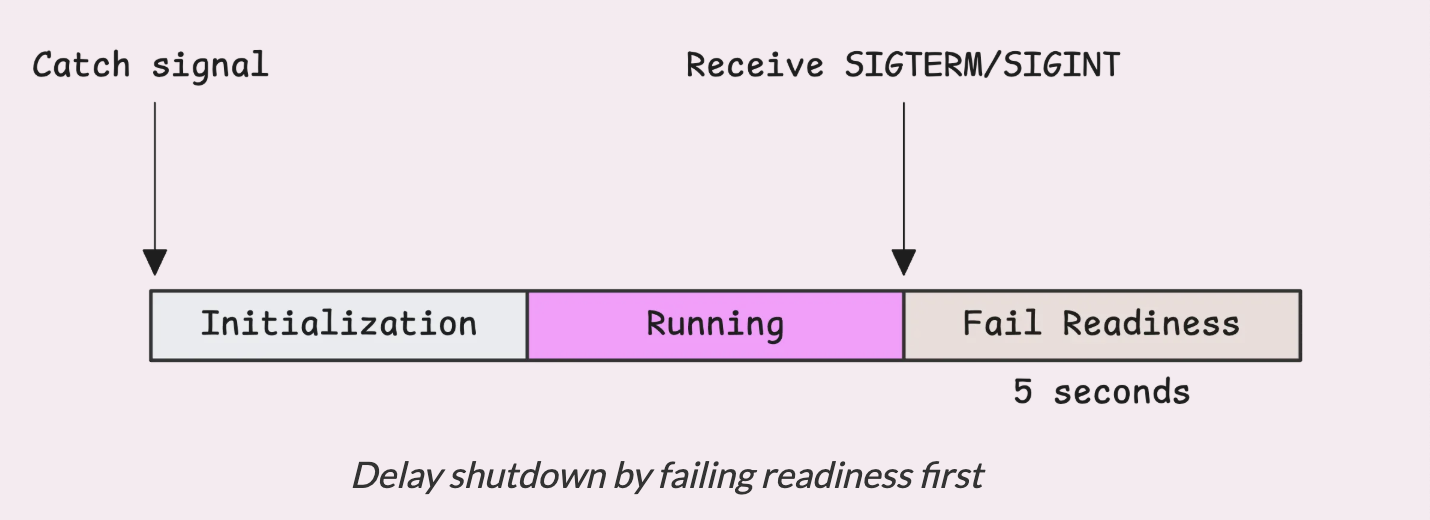 Catch signal
Receive SIGTERM/SIGINT
Initialization
Running
Fail Readiness
5 seconds
Delay shutdown by failing readiness first